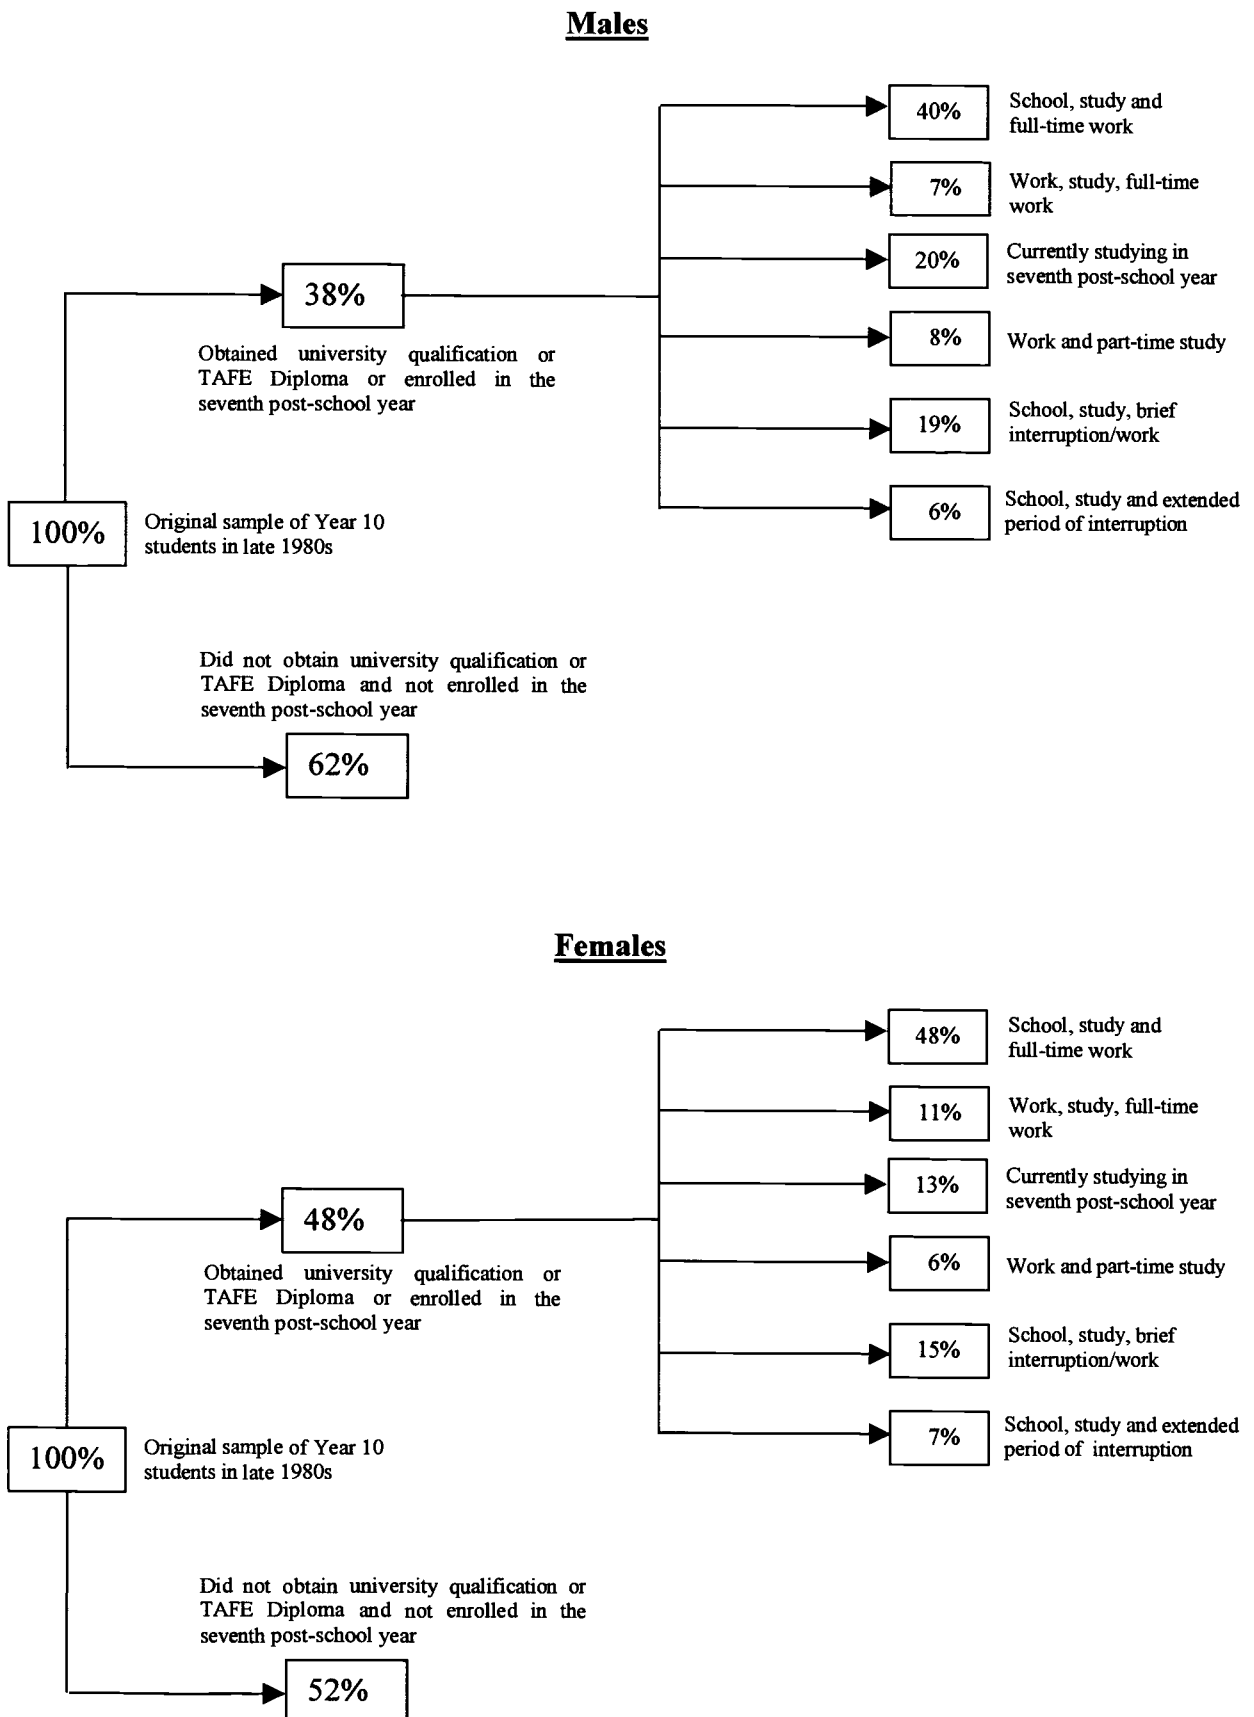 Males
40%
School, study and
full-time work
7%
Work, study, full-time
work
20%
Currently studying in
seventh post-school year
38%
8%
Work and part-time study
Obtained university qualification or
TAFE Diploma or enrolled in the
seventh post-school year
19%
School, study, brief
interruption/work
6%
School, study and extended
period of interruption
100%
Original sample of Year 10
students in late 1980s
Did not obtain university qualification or
TAFE Diploma and not enrolled in the
seventh post-school year
62%
Females
48%
School, study and
full-time work
11%
Work, study, full-time
work
13%
Currently studying in
seventh post-school year
48%
6%
Work and part-time study
Obtained university qualification or
TAFE Diploma or enrolled in the
seventh post-school year
15%
School, study, brief
interruption/work
7%
School, study and extended
period of interruption
100%
Original sample of Year 10
students in late 1980s
Did not obtain university qualification or
TAFE Diploma and not enrolled in the
seventh post-school year
52%